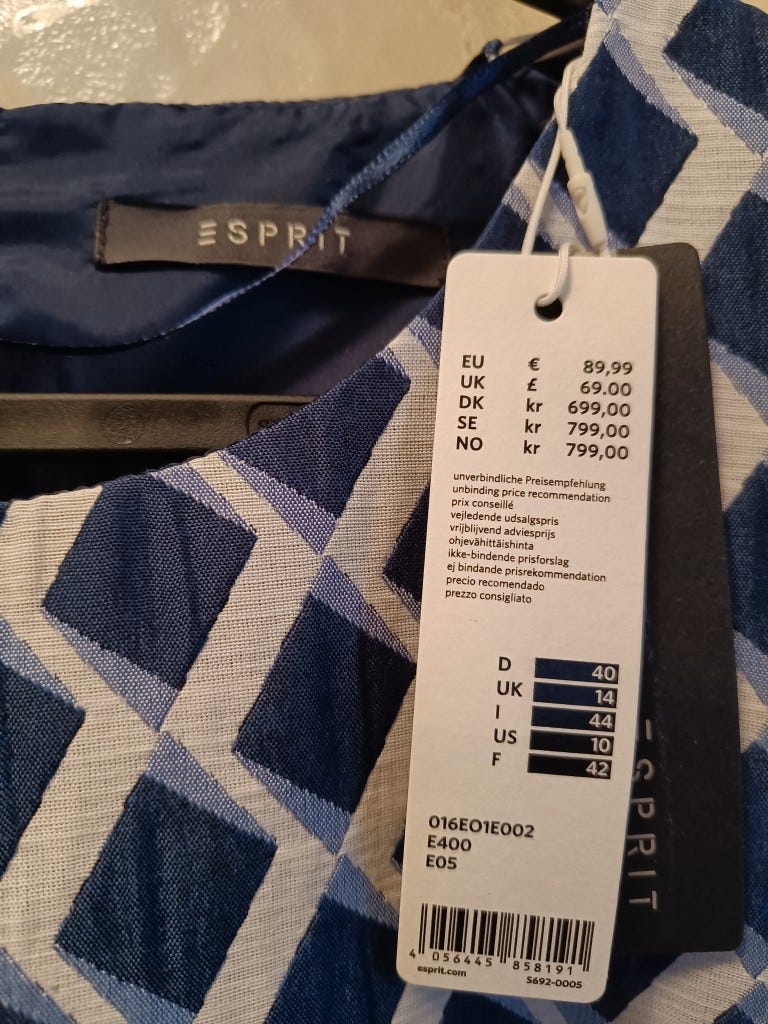 ESPRIT
EU € 89,99
UK £ 69.00
DK kr 699,00
SE kr 799,00
NO kr 799,00
unverbindliche Preisempfehlung
unbinding price recommendation
prix conseillé
vejledende udsalgspris
vrijblijvend adviesprijs
ohjevähittäishinta
ikke-bindende prisforslag
ej bindande prisrekommendation
precio recomendado
prezzo consigliato
D 40
UK 14
I 44
US 10
F 42
016EO1E002
E400
E05
4 056445 858191
esprit.com S692-0005
ESPRIT